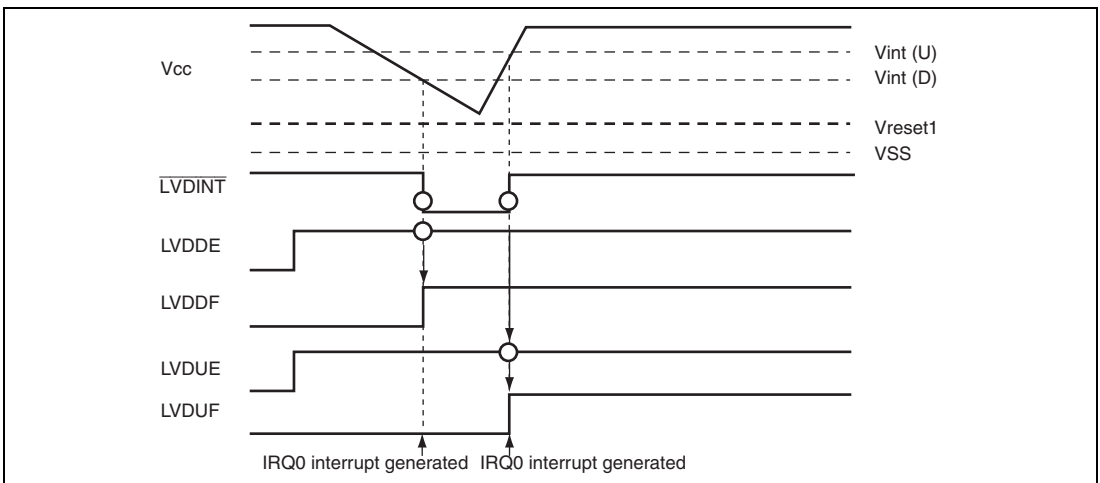 Vcc
Vint (U)
Vint (D)
Vreset1
VSS
LVDINT
LVDDE
LVDDF
LVDUE
LVDUF
IRQ0 interrupt generated IRQ0 interrupt generated